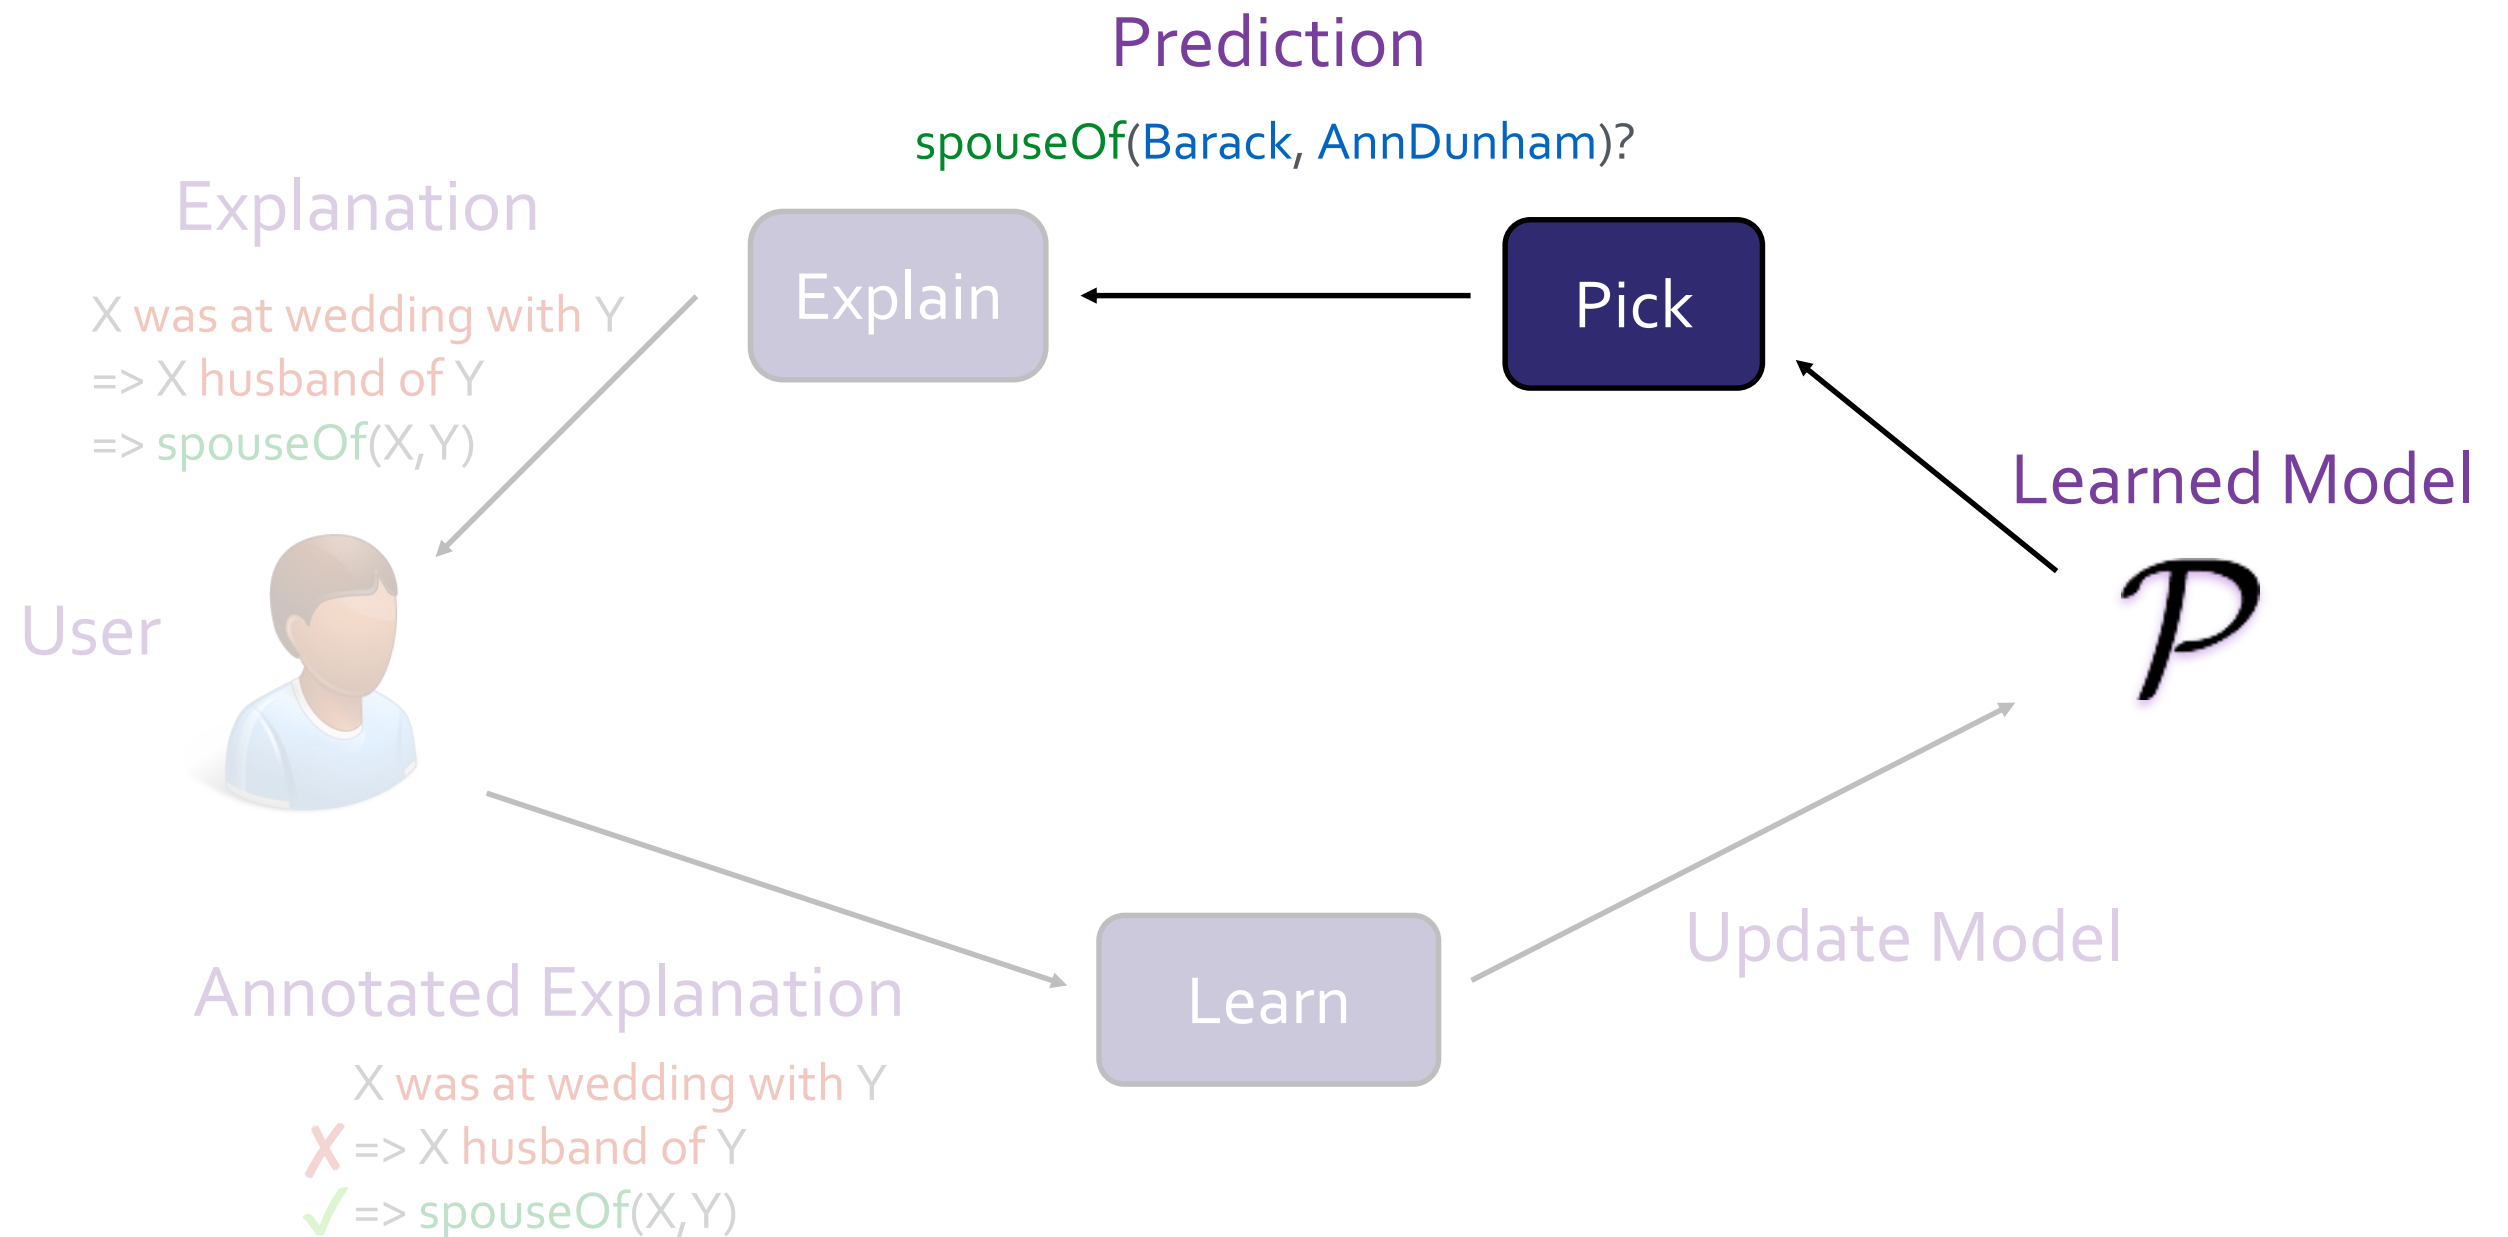 Prediction
spouseOf(Barack, AnnDunham)?
Explanation
X was at wedding with Y
=> X husband of Y
=> spouseOf(X,Y)
Explain
Pick
Learned Model
P
User
Update Model
Learn
Annotated Explanation
X was at wedding with Y
✗ => X husband of Y
✓ => spouseOf(X,Y)